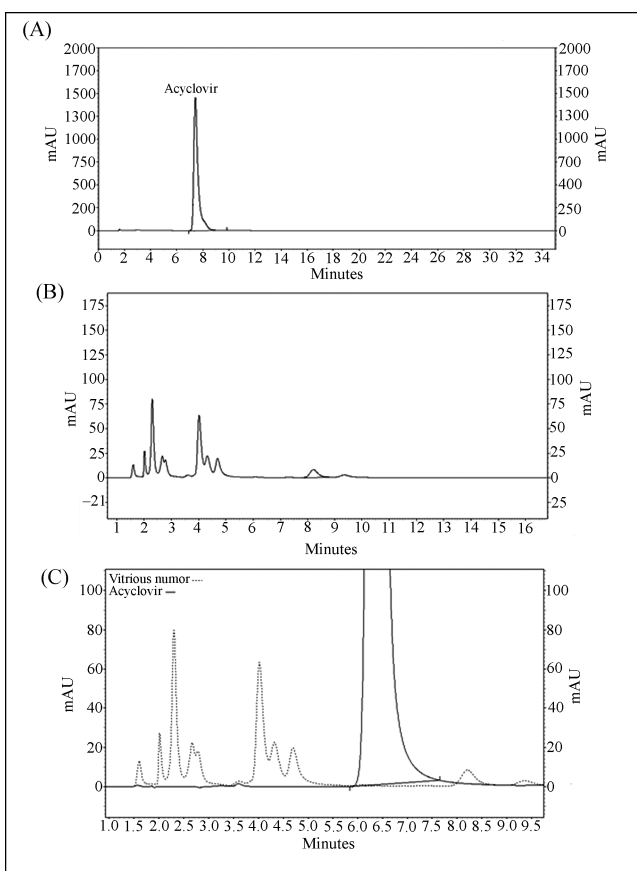 (A)
2000 2000
1700 1700
1500 1500
Acyclovir
1300 1300
mAU mAU
1000 1000
750 700
500 400
250 250
0 0
0 2 4 6 8 10 12 14 16 18 20 22 24 26 28 30 32 34
Minutes
(B)
175 175
150 150
125 125
100 100
mAU mAU
75 75
50 50
25 25
0 0
−21 25
1 2 3 4 5 6 7 8 9 10 11 12 13 14 15 16
Minutes
(C)
Vitrious numor
Acyclovir
100 100
80 80
60 60
mAU mAU
40 40
20 20
0 0
1.0 1.5 2.0 2.5 3.0 3.5 4.0 4.5 5.0 5.5 6.0 6.5 7.0 7.5 8.0 8.5 9.0 9.5
Minutes